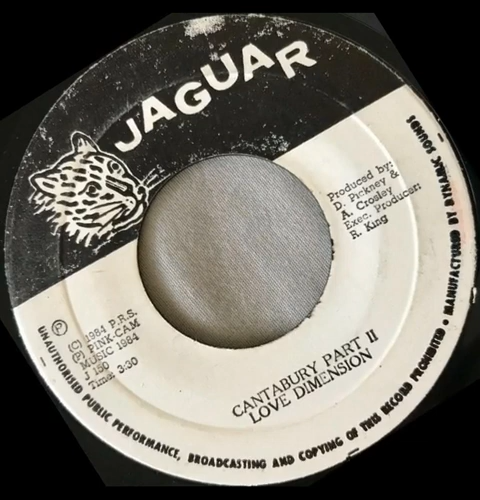 JAGUAR
Produced by:
D. Pickney &
A. Crosley
Exec. Producer:
R. King
Ⓟ
(C) 1984 P.R.S.
(P) PINK.CAM
MUSIC 1984
J 150
Time: 3:30
CANTABURY PART II
LOVE DIMENSION
UNAUTHORISED PUBLIC PERFORMANCE, BROADCASTING AND COPYING OF THIS RECORD PROHIBITED • MANUFACTURED BY DYNAMIC SOUNDS